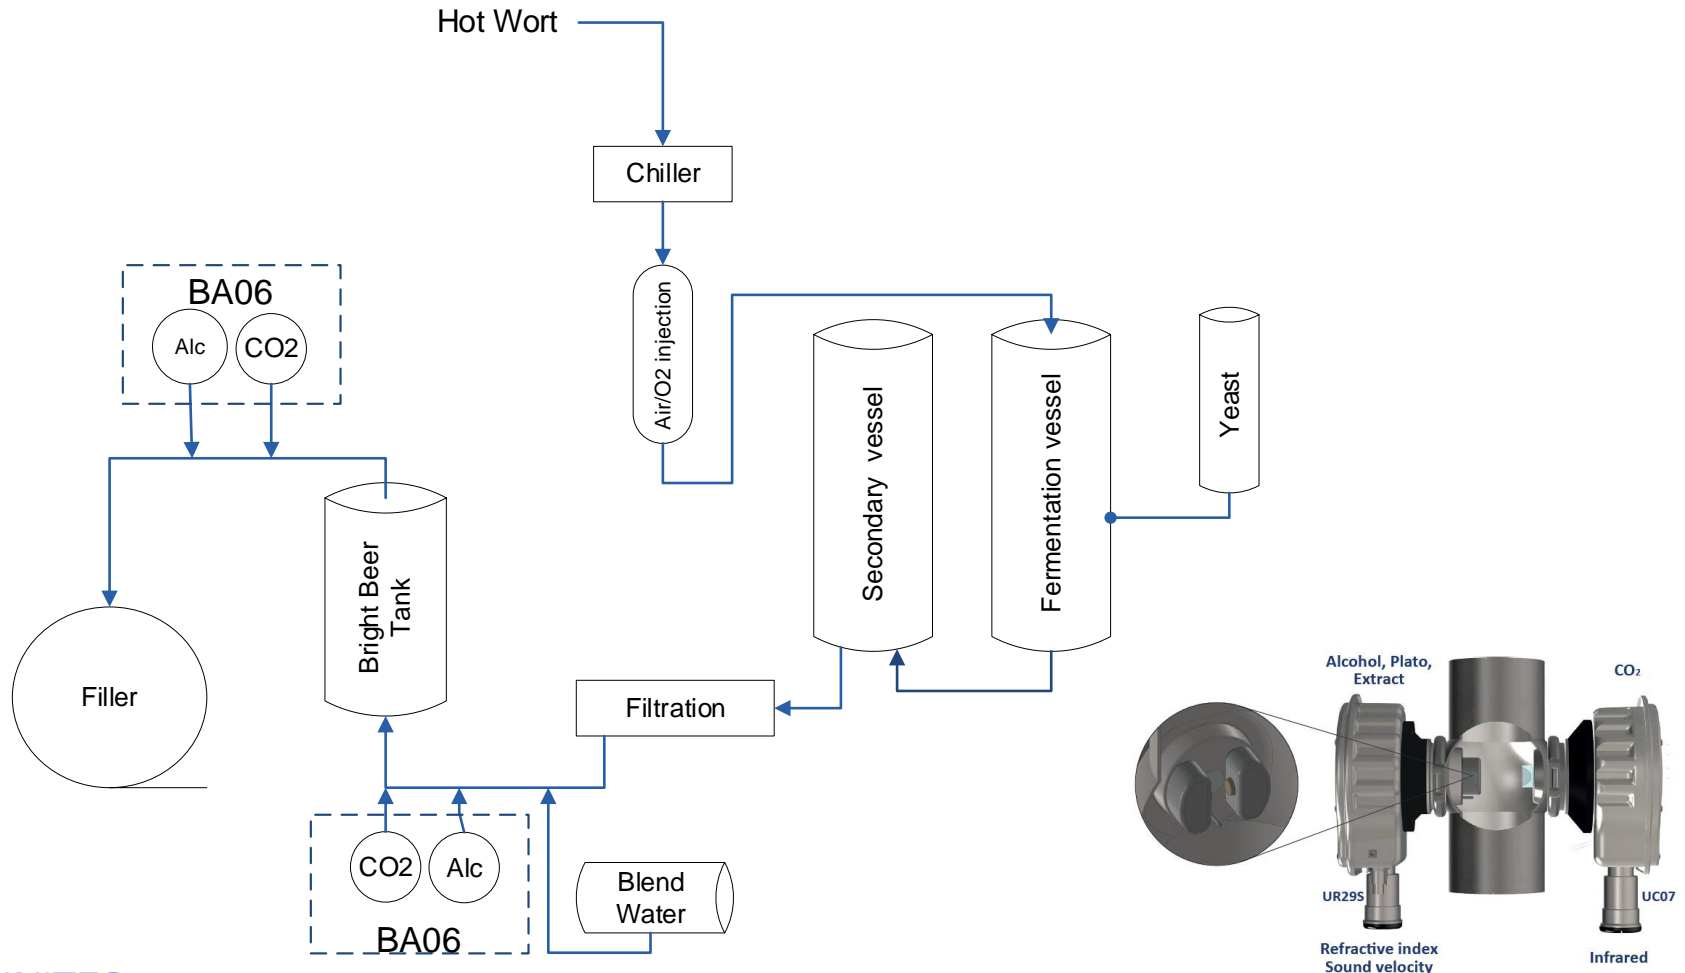 Hot Wort
Chiller
Air/O2 injection
BA06
Alc
CO2
Secondary vessel
Fermentation vessel
Yeast
Bright Beer
Tank
Filler
Filtration
CO2
Alc
BA06
Blend
Water
Alcohol, Plato,
Extract
CO₂
UR29S
UC07
Refractive index
Sound velocity
Infrared